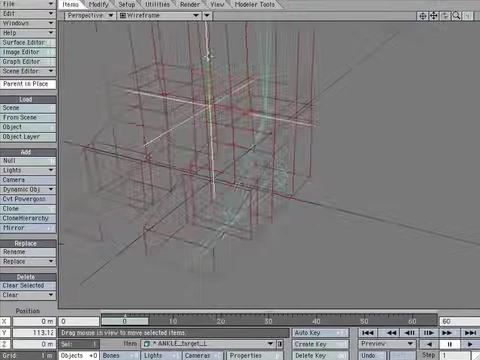 File
Edit
Window
Help
Surface Editor
Image Editor
Graph Editor
Scene Editor
Parent in Place
Load
Scene
From Scene
Object
Object Layer
Add
Null
Lights
Camera
Dynamic Obj
Cvt Powergons
Clone
CloneHierarchy
Mirror
Replace
Rename
Replace
Delete
Clear Selected
Clear
Items Modify Setup Utilities Render View Modeler Tools
Perspective Wireframe
Position
X 0 m
Y 113.12
Z 0 m
Grid: 1 m
0 0 10 20 30 40 50 60 60
Drag mouse in view to move selected items.
Sel: 1 Item * ANKLE_target_L
Objects +O Bones Lights Cameras Properties
Auto Key
Create Key
Delete Key
Preview
Step